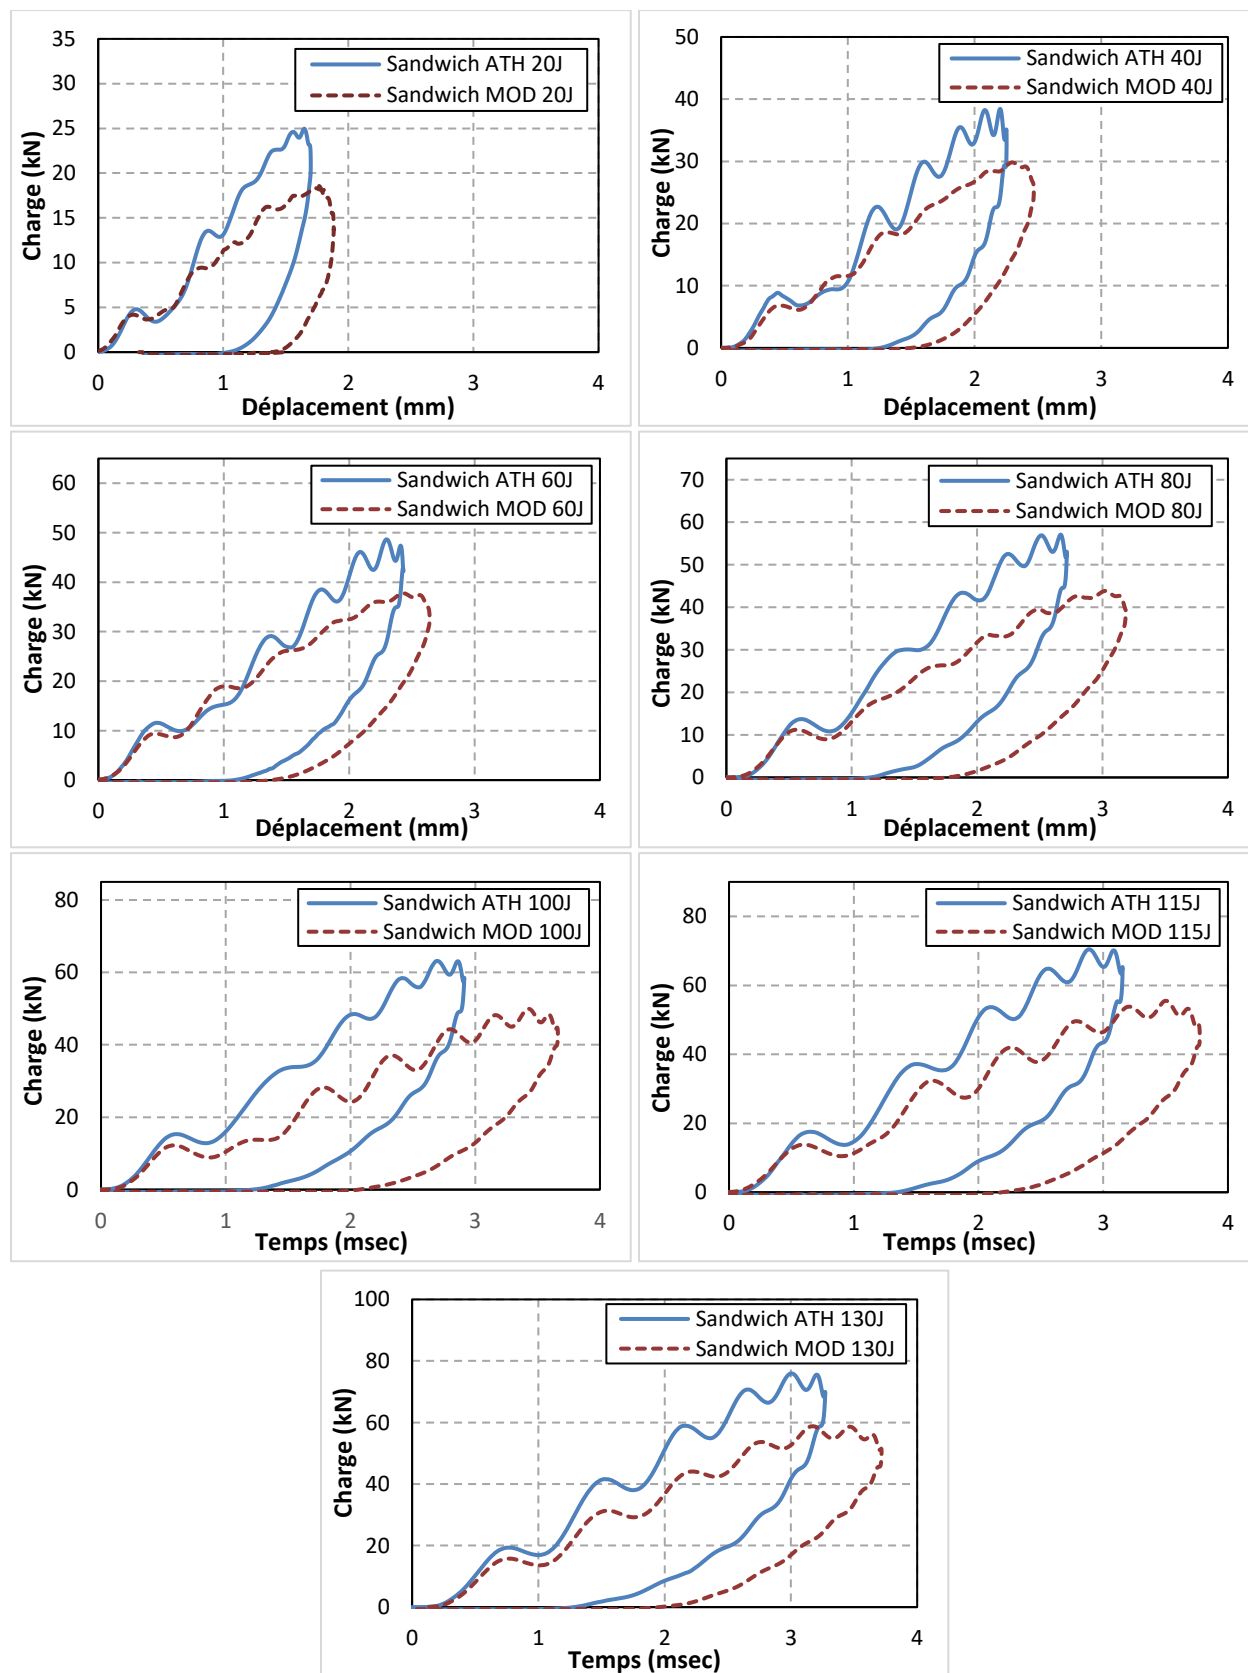 35
30
25
20
15
10
5
0
Charge (kN)
Sandwich ATH 20J
Sandwich MOD 20J
0 1 2 3 4
Déplacement (mm)
50
40
30
20
10
0
Charge (kN)
Sandwich ATH 40J
Sandwich MOD 40J
0 1 2 3 4
Déplacement (mm)
60
50
40
30
20
10
0
Charge (kN)
Sandwich ATH 60J
Sandwich MOD 60J
0 1 2 3 4
Déplacement (mm)
70
60
50
40
30
20
10
0
Charge (kN)
Sandwich ATH 80J
Sandwich MOD 80J
0 1 2 3 4
Déplacement (mm)
80
60
40
20
0
Charge (kN)
Sandwich ATH 100J
Sandwich MOD 100J
0 1 2 3 4
Temps (msec)
80
60
40
20
0
Charge (kN)
Sandwich ATH 115J
Sandwich MOD 115J
0 1 2 3 4
Temps (msec)
100
80
60
40
20
0
Charge (kN)
Sandwich ATH 130J
Sandwich MOD 130J
0 1 2 3 4
Temps (msec)